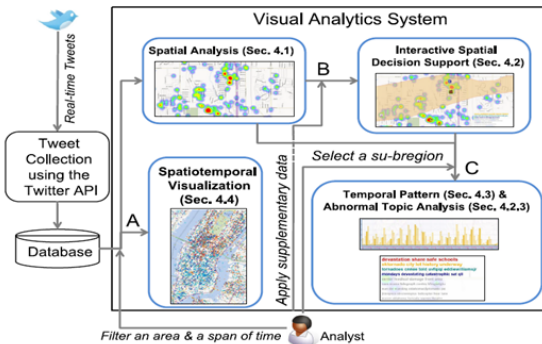 Visual Analytics System
Real-time Tweets
Tweet
Collection
using the
Twitter API
Database
Spatial Analysis (Sec. 4.1)
B
Interactive Spatial
Decision Support (Sec. 4.2)
A
Spatiotemporal
Visualization
(Sec. 4.4)
Apply supplementary data
Select a su-bregion
C
Temporal Pattern (Sec. 4.3) &
Abnormal Topic Analysis (Sec. 4,2,3)
Filter an area & a span of time
Analyst